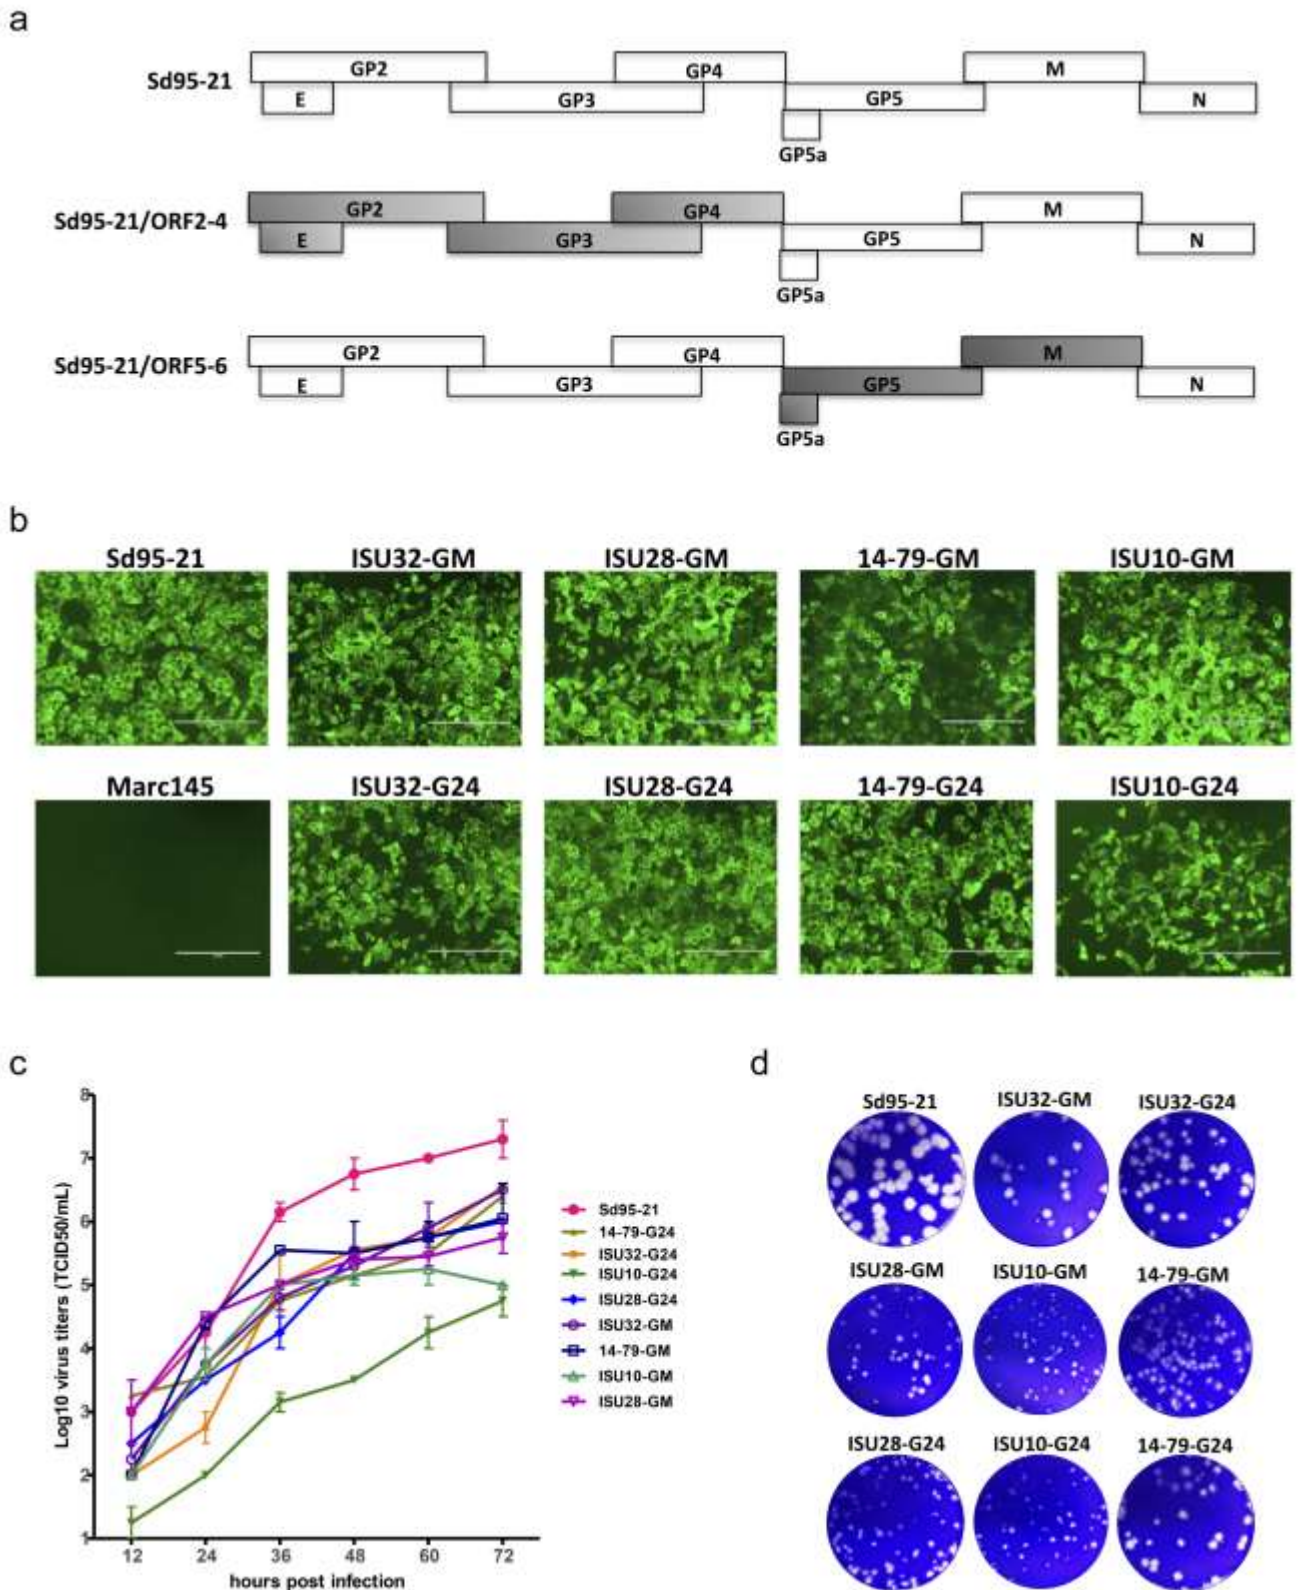 a
Sd95-21
GP2
GP4
M
E
GP3
GP5
N
GP5a
Sd95-21/ORF2-4
GP2
GP4
M
E
GP3
GP5
N
GP5a
Sd95-21/ORF5-6
GP2
GP4
M
E
GP3
GP5
N
GP5a
b
Sd95-21 ISU32-GM ISU28-GM 14-79-GM ISU10-GM
Marc145 ISU32-G24 ISU28-G24 14-79-G24 ISU10-G24
c
Log10 virus titers (TCID50/mL)
8
7
6
5
4
3
2
1
12 24 36 48 60 72
hours post infection
Sd95-21
14-79-G24
ISU32-G24
ISU10-G24
ISU28-G24
ISU32-GM
14-79-GM
ISU10-GM
ISU28-GM
d
Sd95-21 ISU32-GM ISU32-G24
ISU28-GM ISU10-GM 14-79-GM
ISU28-G24 ISU10-G24 14-79-G24